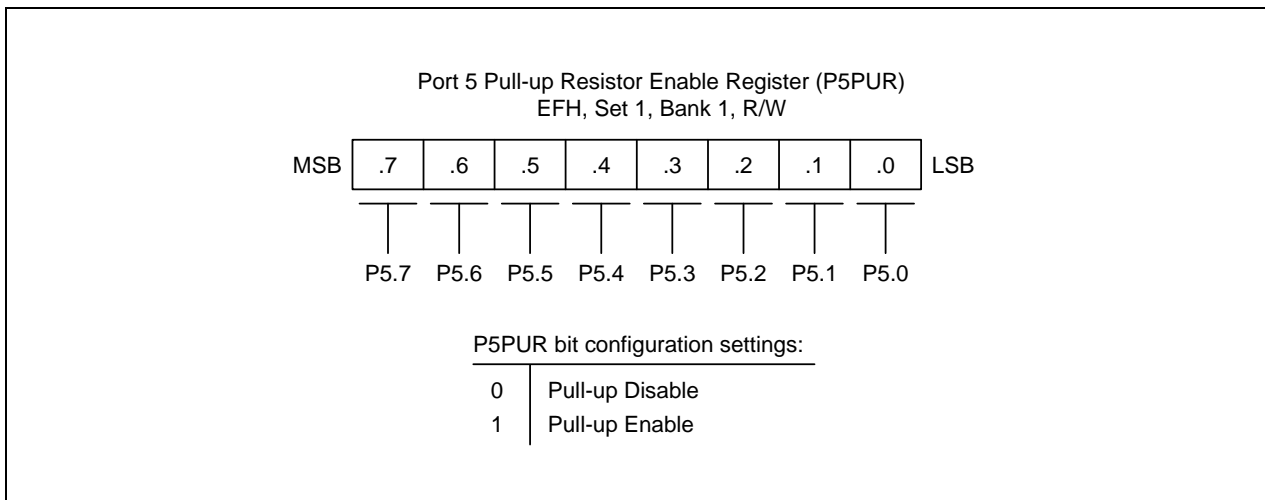 Port 5 Pull-up Resistor Enable Register (P5PUR)
EFH, Set 1, Bank 1, R/W
MSB .7 .6 .5 .4 .3 .2 .1 .0 LSB
P5.7 P5.6 P5.5 P5.4 P5.3 P5.2 P5.1 P5.0
P5PUR bit configuration settings:
0 Pull-up Disable
1 Pull-up Enable